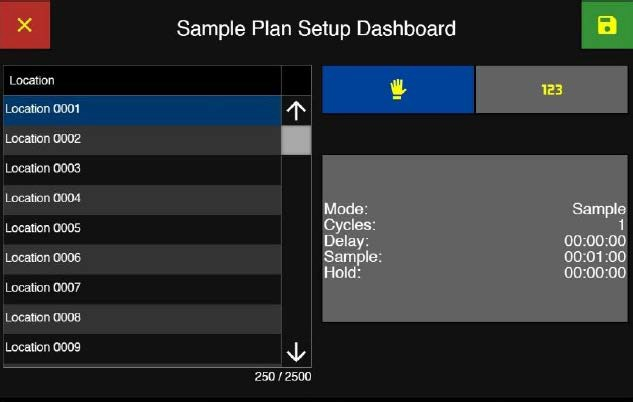 Sample Plan Setup Dashboard
Location
Location 0001
Location 0002
Location 0003
Location 0004
Location 0005
Location 0006
Location 0007
Location 0008
Location 0009
250 / 2500
123
Mode: Sample
Cycles: 1
Delay: 00:00:00
Sample: 00:01:00
Hold: 00:00:00